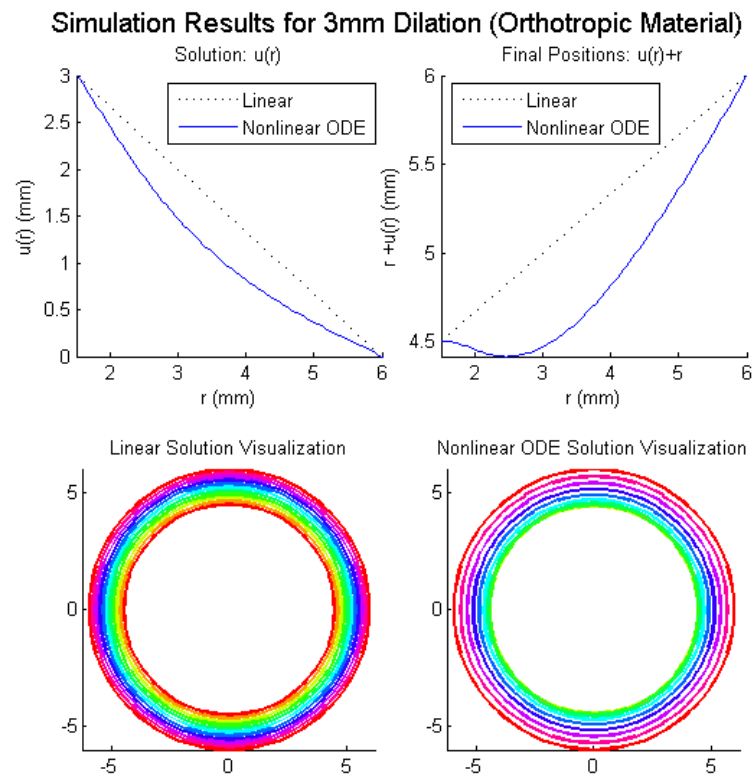 Simulation Results for 3mm Dilation (Orthotropic Material)
Solution: u(r)
Linear
Nonlinear ODE
u(r) (mm)
3
2.5
2
1.5
1
0.5
0
2
3
4
5
6
r (mm)
Final Positions: u(r)+r
Linear
Nonlinear ODE
r +u(r) (mm)
6
5.5
5
4.5
2
3
4
5
6
r (mm)
Linear Solution Visualization
5
0
-5
-5
0
5
Nonlinear ODE Solution Visualization
5
0
-5
-5
0
5